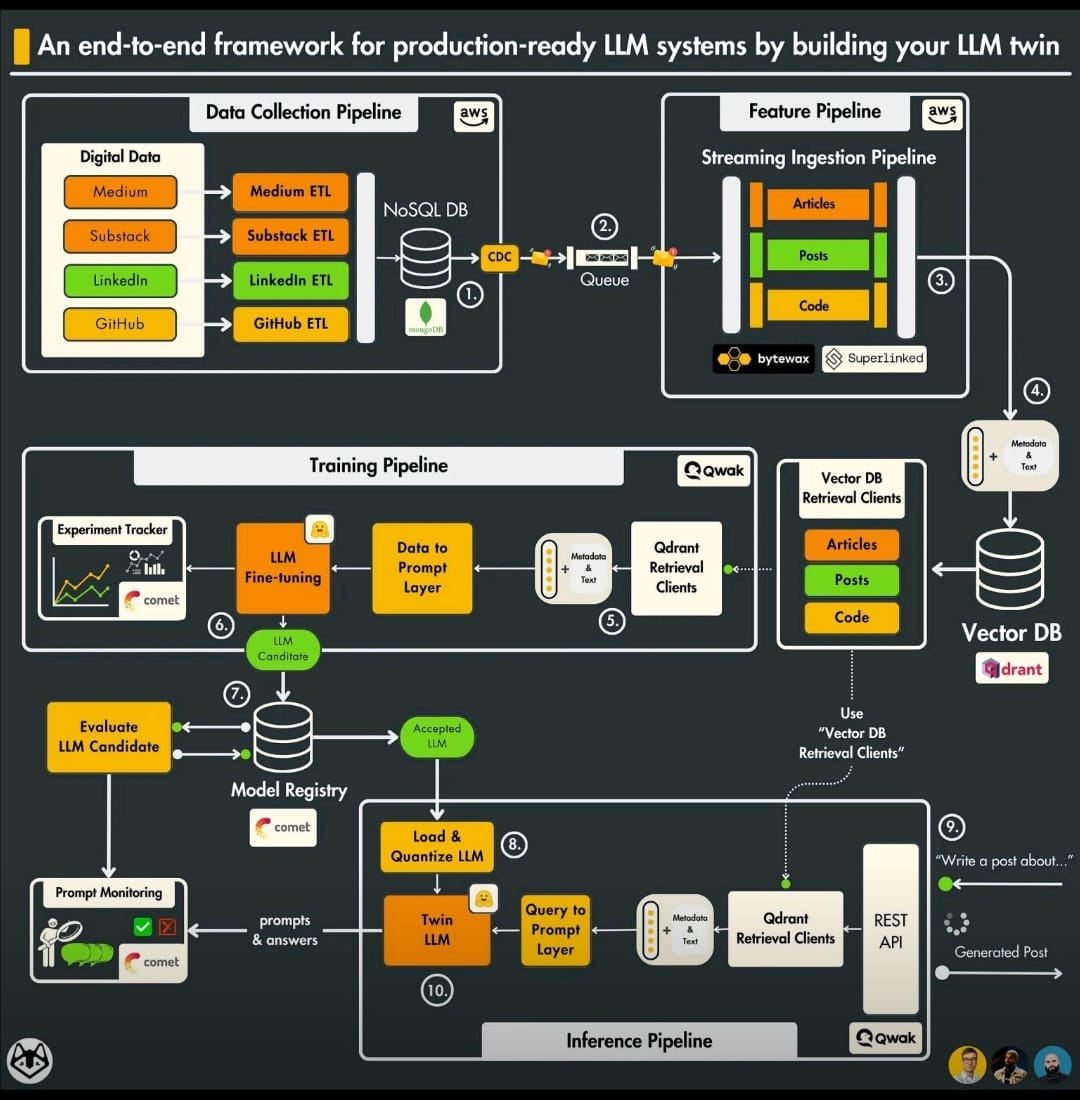 An end-to-end framework for production-ready LLM systems by building your LLM twin
Data Collection Pipeline
aws
Digital Data
Medium
Substack
LinkedIn
GitHub
Medium ETL
Substack ETL
LinkedIn ETL
GitHub ETL
NoSQL DB
mongoDB
1.
CDC
2.
Queue
Feature Pipeline
aws
Streaming Ingestion Pipeline
Articles
Posts
Code
bytewax
Superlinked
3.
4.
+
Metadata
&
Text
Vector DB
qdrant
Vector DB
Retrieval Clients
Articles
Posts
Code
Training Pipeline
Qwak
Experiment Tracker
comet
LLM
Fine-tuning
Data to
Prompt
Layer
+
Metadata
&
Text
Qdrant
Retrieval
Clients
5.
6.
LLM
Canditate
7.
Evaluate
LLM Candidate
Model Registry
comet
Accepted
LLM
Use
“Vector DB
Retrieval Clients”
Load &
Quantize LLM
8.
9.
“Write a post about...”
Generated Post
Prompt Monitoring
comet
prompts
& answers
Twin
LLM
10.
Query to
Prompt
Layer
+
Metadata
&
Text
Qdrant
Retrieval Clients
REST
API
Inference Pipeline
Qwak